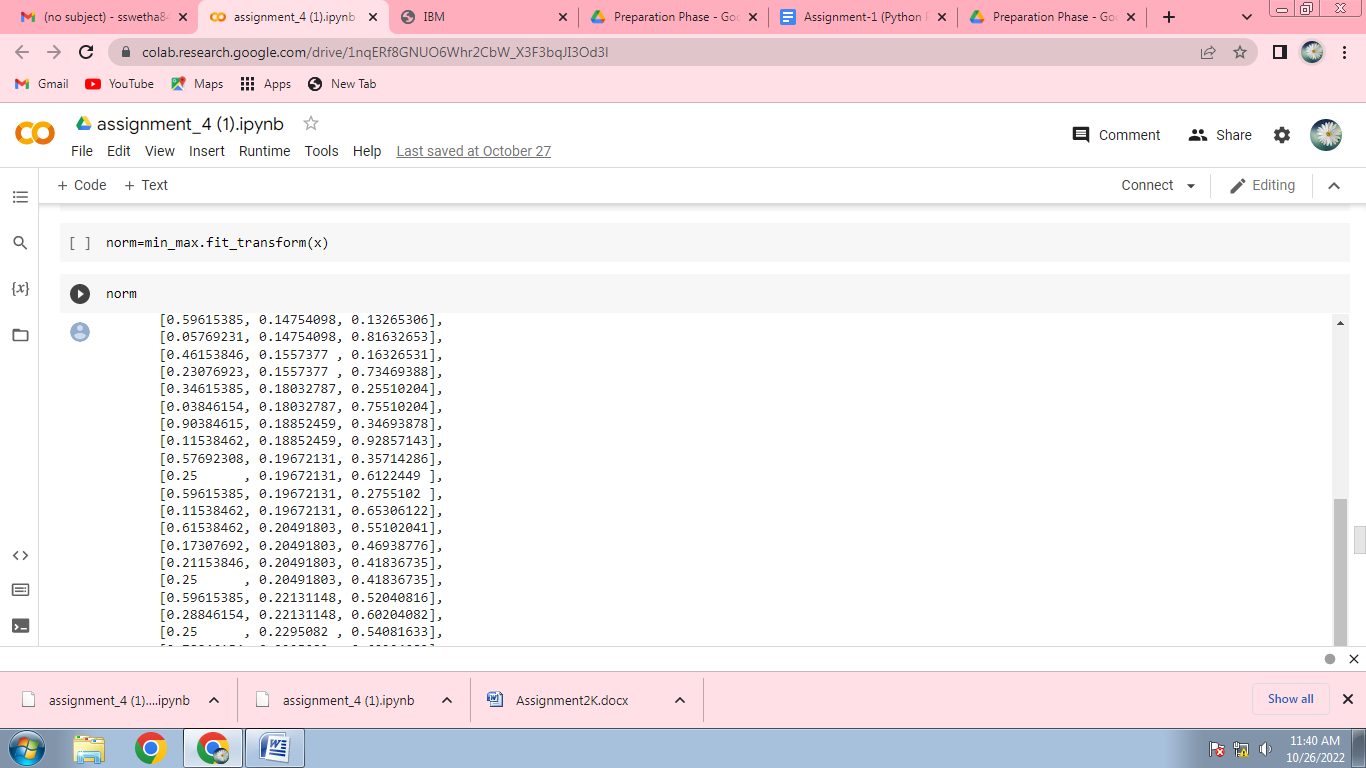 (no subject) - sswetha84
assignment_4 (1).ipynb
IBM
Preparation Phase - Goo
Assignment-1 (Python P
Preparation Phase - Goo
colab.research.google.com/drive/1nqERf8GNUO6Whr2CbW_X3F3bqJI3Od3I
Gmail
YouTube
Maps
Apps
New Tab
assignment_4 (1).ipynb
Comment
Share
File Edit View Insert Runtime Tools Help Last saved at October 27
+ Code + Text
Connect
Editing
{x}
[ ] norm=min_max.fit_transform(x)
norm
[0.59615385, 0.14754098, 0.13265306],
[0.05769231, 0.14754098, 0.81632653],
[0.46153846, 0.1557377 , 0.16326531],
[0.23076923, 0.1557377 , 0.73469388],
[0.34615385, 0.18032787, 0.25510204],
[0.03846154, 0.18032787, 0.75510204],
[0.90384615, 0.18852459, 0.34693878],
[0.11538462, 0.18852459, 0.92857143],
[0.57692308, 0.19672131, 0.35714286],
[0.25      , 0.19672131, 0.6122449 ],
[0.59615385, 0.19672131, 0.2755102 ],
[0.11538462, 0.19672131, 0.65306122],
[0.61538462, 0.20491803, 0.55102041],
[0.17307692, 0.20491803, 0.46938776],
[0.21153846, 0.20491803, 0.41836735],
[0.25      , 0.20491803, 0.41836735],
[0.59615385, 0.22131148, 0.52040816],
[0.28846154, 0.22131148, 0.60204082],
[0.25      , 0.2295082 , 0.54081633],
assignment_4 (1)....ipynb
assignment_4 (1).ipynb
Assignment2K.docx
Show all
11:40 AM
10/26/2022